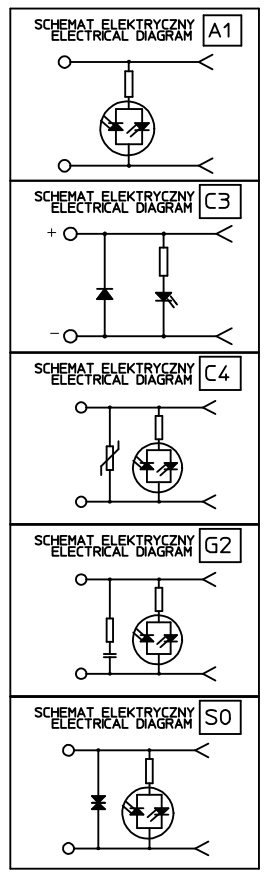 SCHEMAT ELEKTRYCZNY
ELECTRICAL DIAGRAM
A1
SCHEMAT ELEKTRYCZNY
ELECTRICAL DIAGRAM
C3
+
−
SCHEMAT ELEKTRYCZNY
ELECTRICAL DIAGRAM
C4
SCHEMAT ELEKTRYCZNY
ELECTRICAL DIAGRAM
G2
SCHEMAT ELEKTRYCZNY
ELECTRICAL DIAGRAM
S0